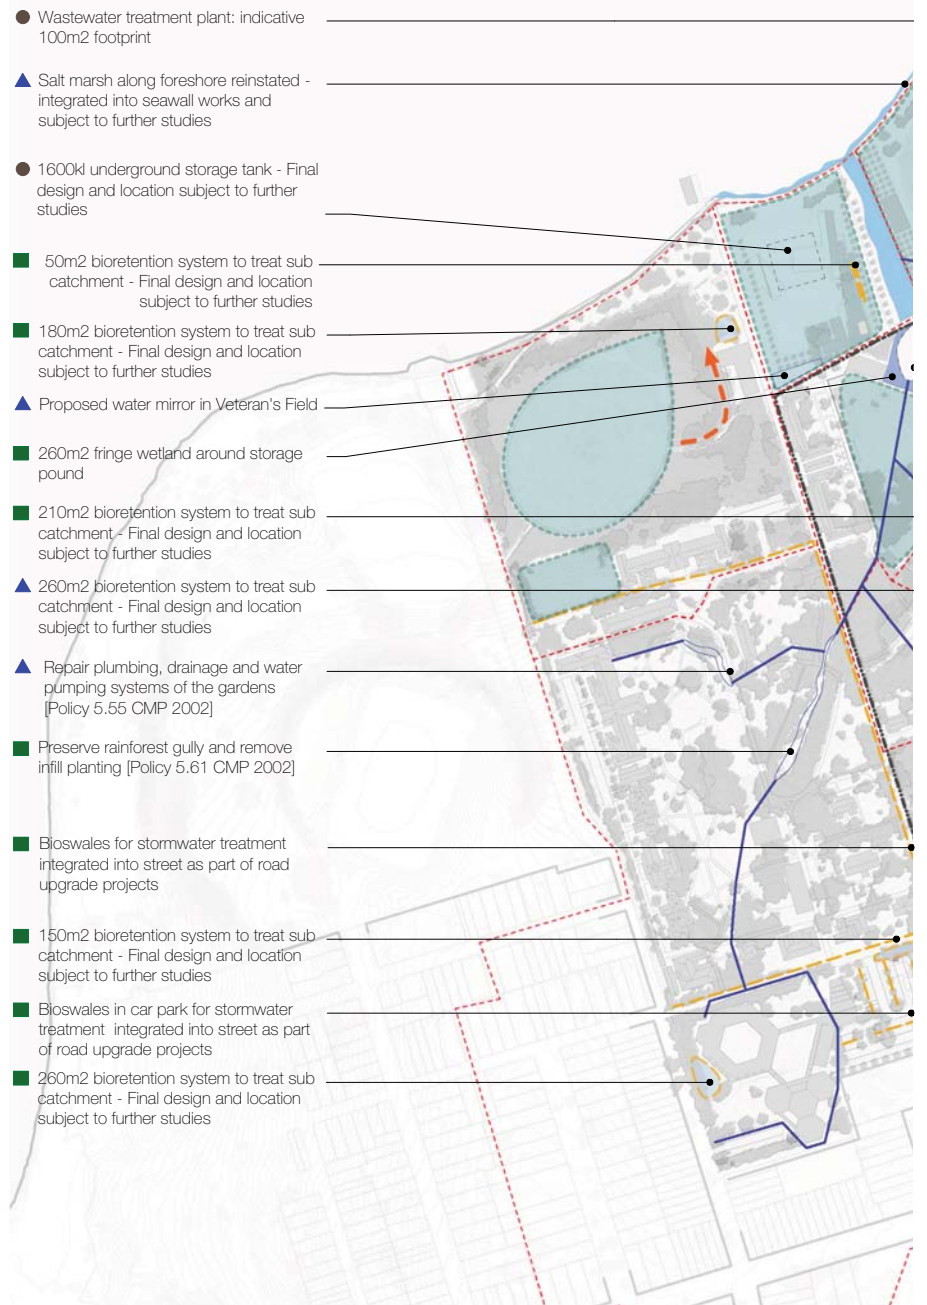 Wastewater treatment plant: indicative
100m2 footprint
Salt marsh along foreshore reinstated -
integrated into seawall works and
subject to further studies
1600kl underground storage tank - Final
design and location subject to further
studies
50m2 bioretention system to treat sub
catchment - Final design and location
subject to further studies
180m2 bioretention system to treat sub
catchment - Final design and location
subject to further studies
Proposed water mirror in Veteran's Field
260m2 fringe wetland around storage
pound
210m2 bioretention system to treat sub
catchment - Final design and location
subject to further studies
260m2 bioretention system to treat sub
catchment - Final design and location
subject to further studies
Repair plumbing, drainage and water
pumping systems of the gardens
[Policy 5.55 CMP 2002]
Preserve rainforest gully and remove
infill planting [Policy 5.61 CMP 2002]
Bioswales for stormwater treatment
integrated into street as part of road
upgrade projects
150m2 bioretention system to treat sub
catchment - Final design and location
subject to further studies
Bioswales in car park for stormwater
treatment integrated into street as part
of road upgrade projects
260m2 bioretention system to treat sub
catchment - Final design and location
subject to further studies